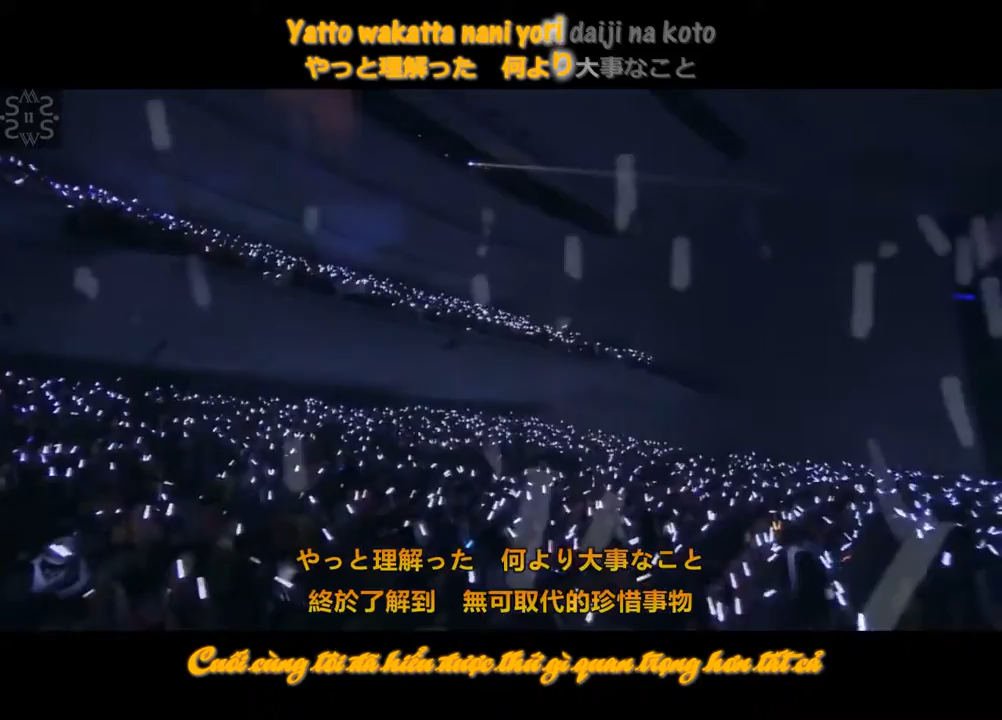 Yatto wakatta nani yori daiji na koto
やっと理解った　何より大事なこと
M
11
W
やっと理解った　何より大事なこと
終於了解到　無可取代的珍惜事物
Cuối cùng tôi đã hiểu được thứ gì quan trọng hơn tất cả